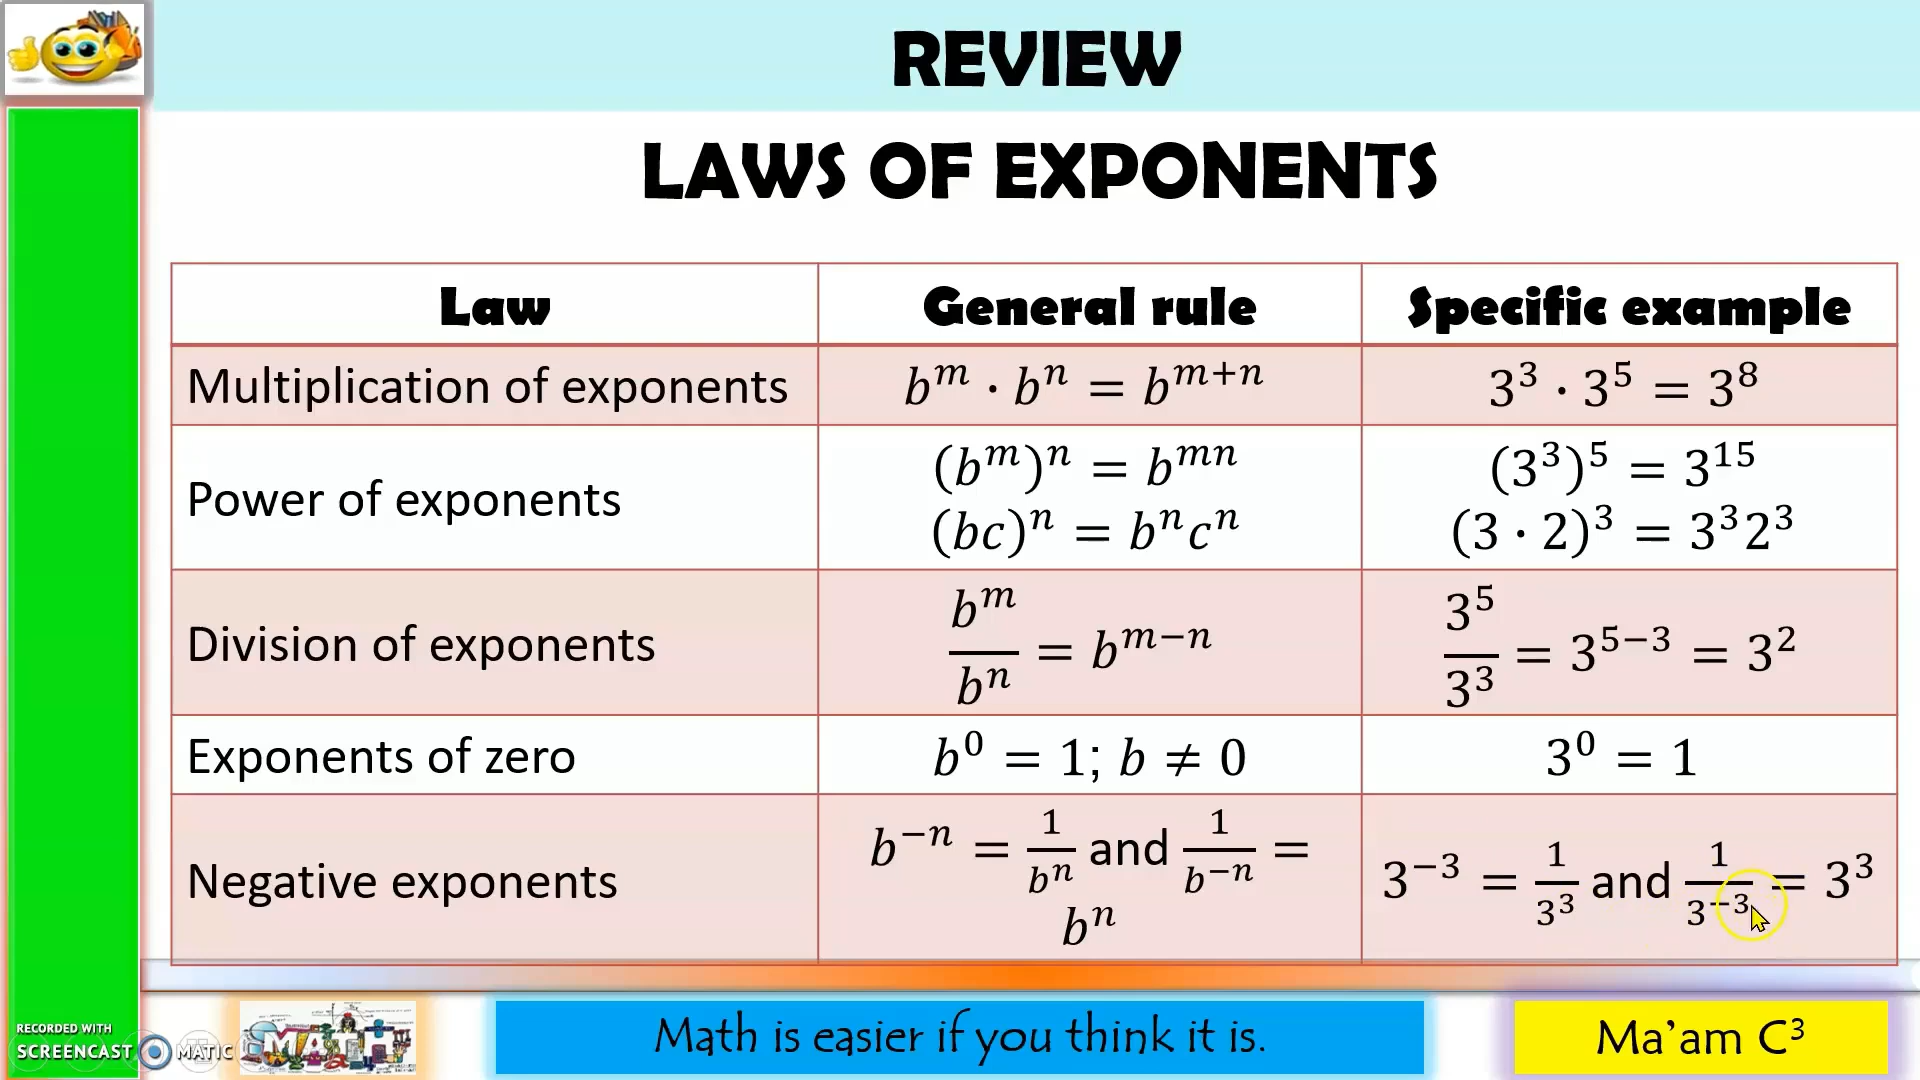 REVIEW
LAWS OF EXPONENTS
Law General rule Specific example
Multiplication of exponents b^m · b^n = b^{m+n} 3^3 · 3^5 = 3^8
Power of exponents (b^m)^n = b^{mn} (3^3)^5 = 3^{15}
(bc)^n = b^n c^n (3 · 2)^3 = 3^3 2^3
Division of exponents b^m/b^n = b^{m−n} 3^5/3^3 = 3^{5−3} = 3^2
Exponents of zero b^0 = 1; b ≠ 0 3^0 = 1
Negative exponents b^{−n} = 1/b^n and 1/b^{−n} = b^n 3^{−3} = 1/3^3 and 1/3^{−3} = 3^3
RECORDED WITH
SCREENCAST MATIC
MATH
Math is easier if you think it is.
Ma'am C^3